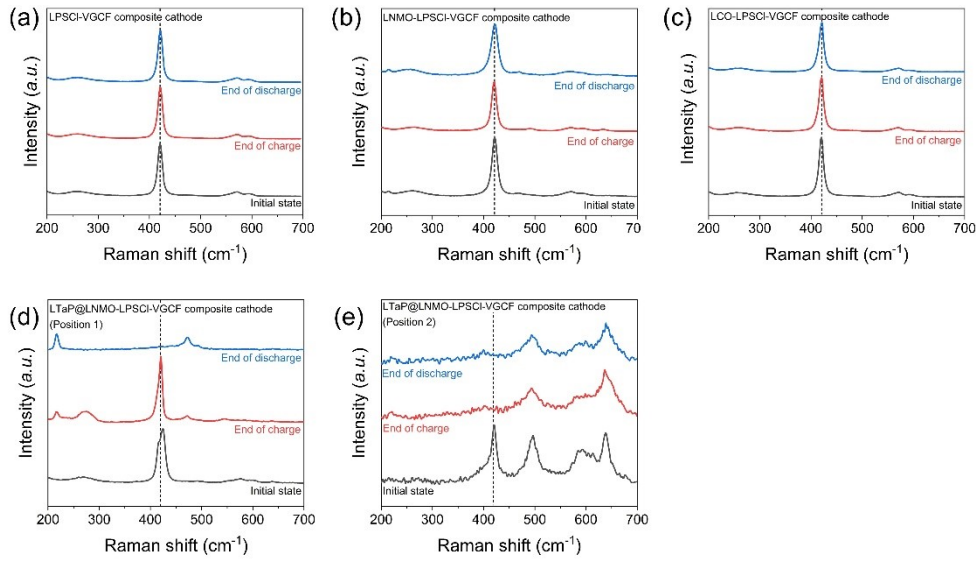 (a)
LPSCl-VGCF composite cathode
Intensity (a.u.)
End of discharge
End of charge
Initial state
200 300 400 500 600 700
Raman shift (cm⁻¹)
(b)
LNMO-LPSCl-VGCF composite cathode
Intensity (a.u.)
End of discharge
End of charge
Initial state
200 300 400 500 600 70
Raman shift (cm⁻¹)
(c)
LCO-LPSCl-VGCF composite cathode
Intensity (a.u.)
End of discharge
End of charge
Initial state
200 300 400 500 600 700
Raman shift (cm⁻¹)
(d)
LTaP@LNMO-LPSCl-VGCF composite cathode
(Position 1)
Intensity (a.u.)
End of discharge
End of charge
Initial state
200 300 400 500 600 700
Raman shift (cm⁻¹)
(e)
LTaP@LNMO-LPSCl-VGCF composite cathode
(Position 2)
Intensity (a.u.)
End of discharge
End of charge
Initial state
200 300 400 500 600 700
Raman shift (cm⁻¹)